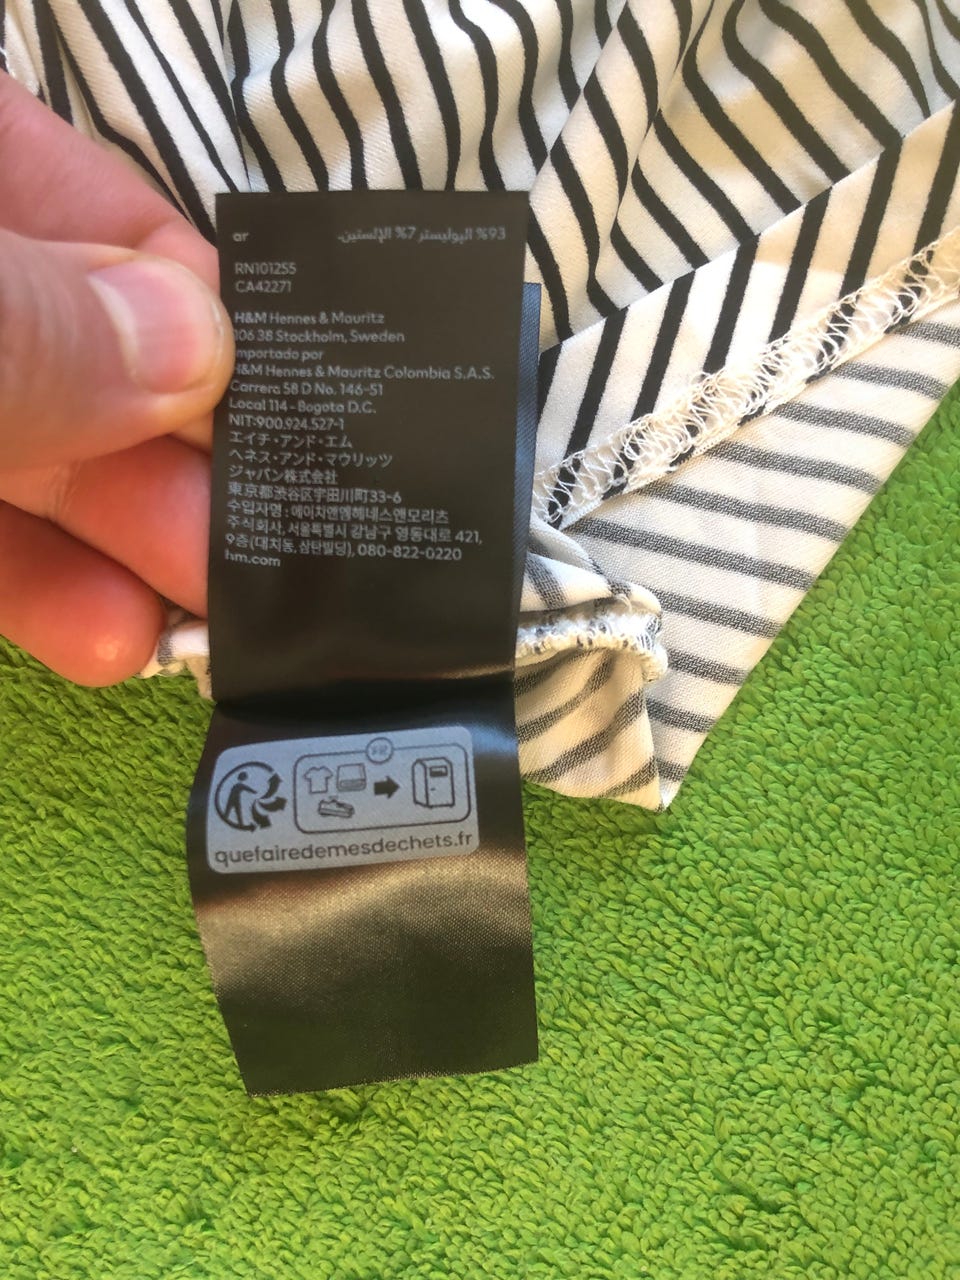 ar
93% البوليستر 7% الإلستين.
RN101255
CA42271
H&M Hennes & Mauritz
106 38 Stockholm, Sweden
mportado por
H&M Hennes & Mauritz Colombia S.A.S.
Carrera 58 D No. 146-51
Local 114 - Bogota D.C.
NIT:900.924.527-1
エイチ・アンド・エム
ヘネス・アンド・マウリッツ
ジャパン株式会社
東京都渋谷区宇田川町33-6
수입자명 : 에이치앤엠헤네스앤모리츠
주식회사, 서울특별시 강남구 영동대로 421,
9층 (대치동, 삼탄빌딩), 080-822-0220
hm.com
FR
quefairedemesdechets.fr